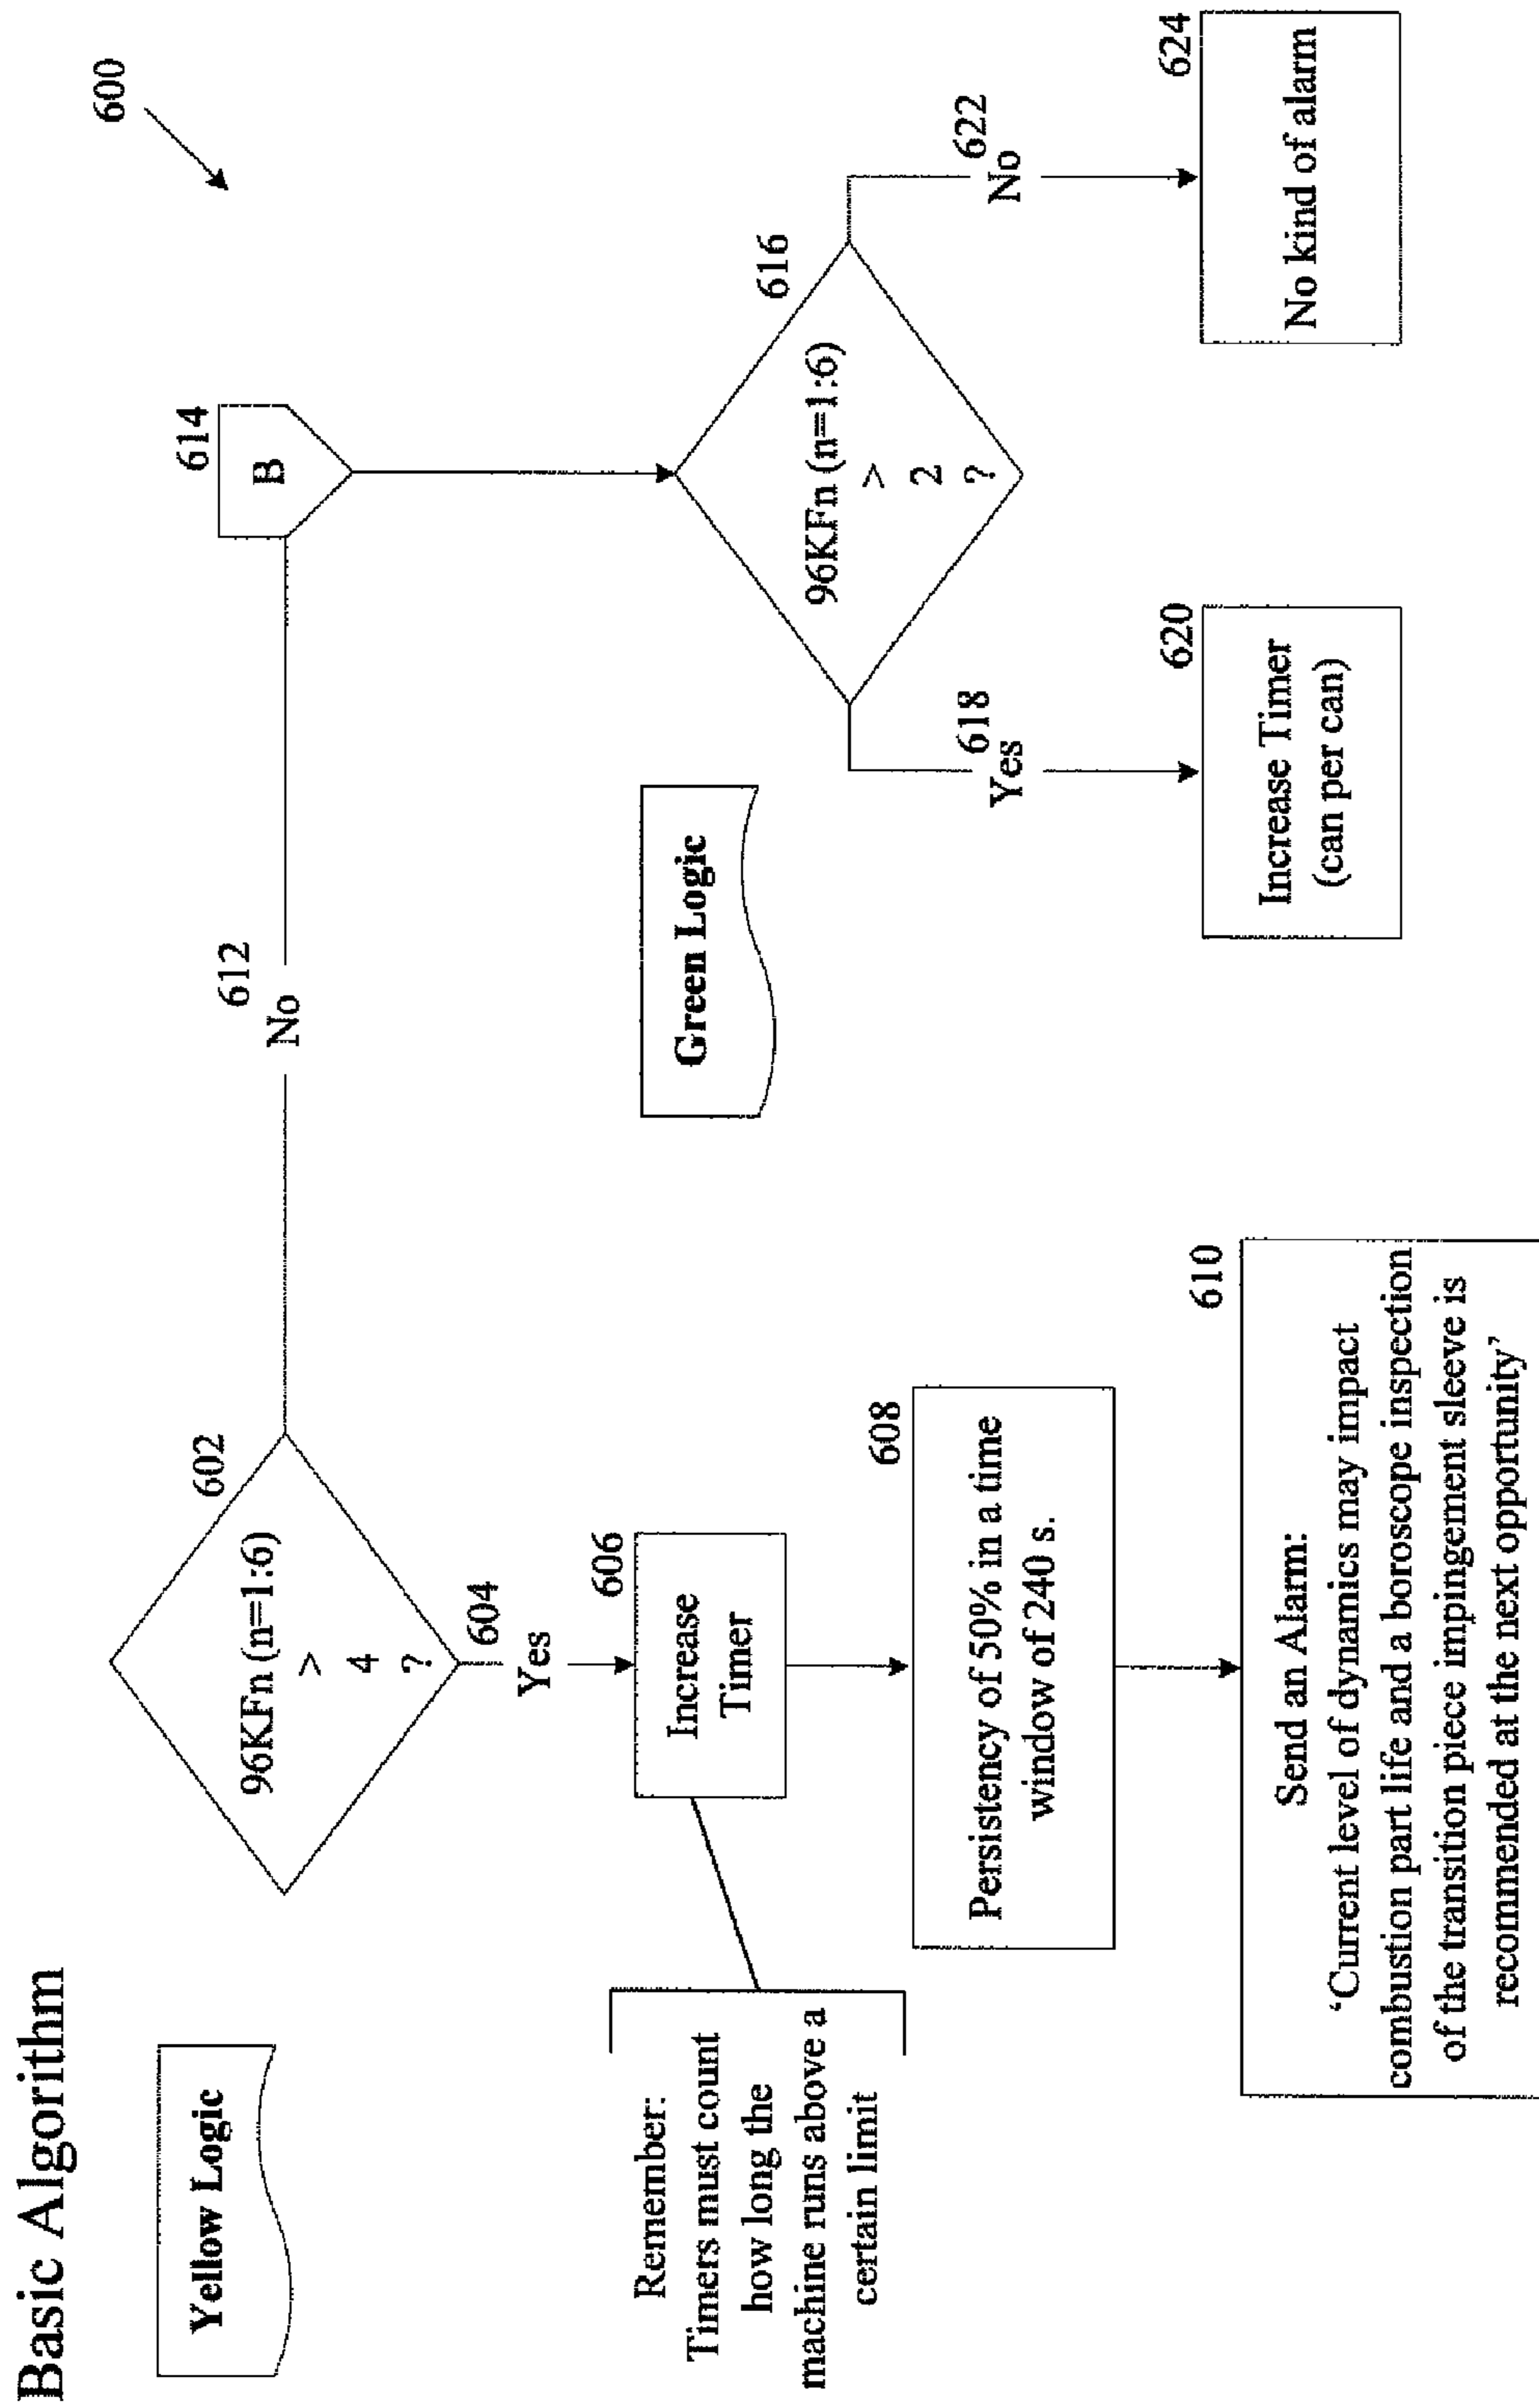 Basic Algorithm
600
Yellow Logic
602
96KFn (n=1:6)
>
4
?
604
Yes
606
Increase
Timer
Remember:
Timers must count
how long the
machine runs above a
certain limit
608
Persistency of 50% in a time
window of 240 s.
610
Send an Alarm:
‘Current level of dynamics may impact
combustion part life and a boroscope inspection
of the transition piece impingement sleeve is
recommended at the next opportunity’
612
No
614
B
Green Logic
616
96KFn (n=1:6)
>
2
?
618
Yes
620
Increase Timer
(can per can)
622
No
624
No kind of alarm